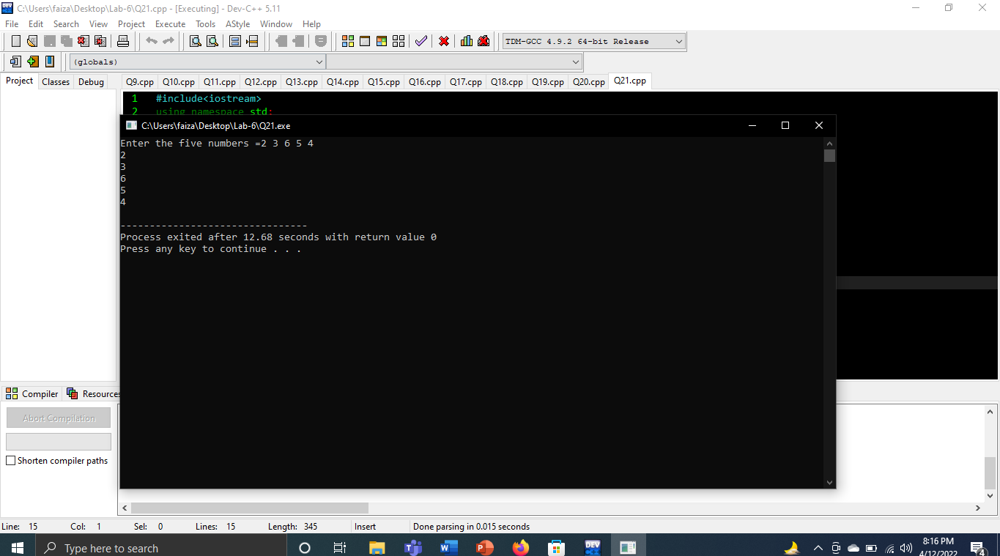 C:\Users\faiza\Desktop\Lab-6\Q21.cpp - [Executing] - Dev-C++ 5.11
File Edit Search View Project Execute Tools AStyle Window Help
TDM-GCC 4.9.2 64-bit Release
(globals)
Project Classes Debug Q9.cpp Q10.cpp Q11.cpp Q12.cpp Q13.cpp Q14.cpp Q15.cpp Q16.cpp Q17.cpp Q18.cpp Q19.cpp Q20.cpp Q21.cpp
1 #include<iostream>
2 using namespace std;
C:\Users\faiza\Desktop\Lab-6\Q21.exe
Enter the five numbers =2 3 6 5 4
2
3
6
5
4
--------------------------------
Process exited after 12.68 seconds with return value 0
Press any key to continue . . .
Compiler Resources
Abort Compilation
Shorten compiler paths
Line: 15 Col: 1 Sel: 0 Lines: 15 Length: 345 Insert Done parsing in 0.015 seconds
Type here to search
8:16 PM
4/12/2022
4